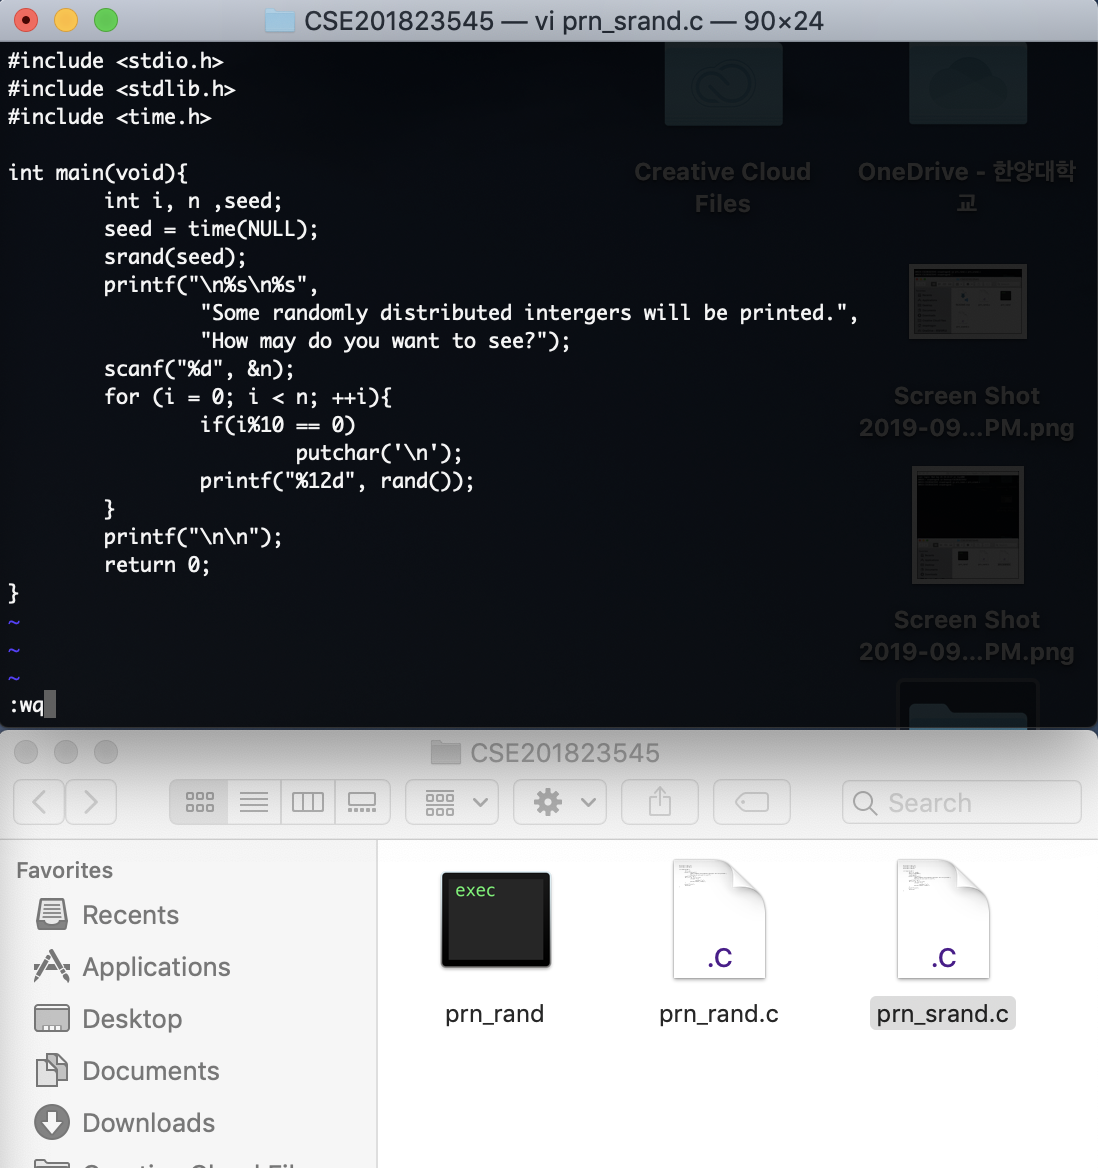 CSE201823545 — vi prn_srand.c — 90×24
#include <stdio.h>
#include <stdlib.h>
#include <time.h>
int main(void){
int i, n ,seed;
seed = time(NULL);
srand(seed);
printf("\n%s\n%s",
"Some randomly distributed intergers will be printed.",
"How may do you want to see?");
scanf("%d", &n);
for (i = 0; i < n; ++i){
if(i%10 == 0)
putchar('\n');
printf("%12d", rand());
}
printf("\n\n");
return 0;
}
~
~
~
:wq
Creative Cloud
Files
OneDrive - 한양대학
교
Screen Shot
2019-09...PM.png
Screen Shot
2019-09...PM.png
CSE201823545
Search
Favorites
Recents
Applications
Desktop
Documents
Downloads
exec
prn_rand
.C
prn_rand.c
.C
prn_srand.c